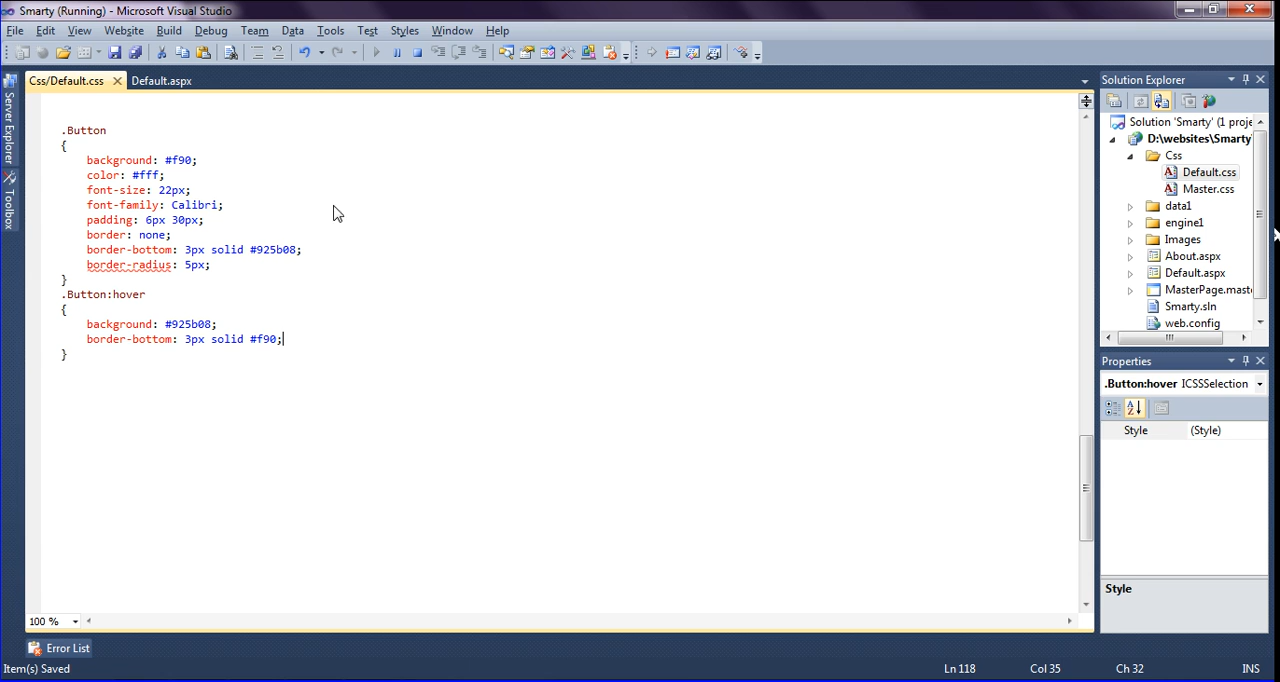 Smarty (Running) - Microsoft Visual Studio
File Edit View Website Build Debug Team Data Tools Test Styles Window Help
Css/Default.css Default.aspx
Server Explorer
Toolbox
.Button
{
background: #f90;
color: #fff;
font-size: 22px;
font-family: Calibri;
padding: 6px 30px;
border: none;
border-bottom: 3px solid #925b08;
border-radius: 5px;
}
.Button:hover
{
background: #925b08;
border-bottom: 3px solid #f90;
}
100 %
Solution Explorer
Solution 'Smarty' (1 proje
D:\websites\Smarty
Css
Default.css
Master.css
data1
engine1
Images
About.aspx
Default.aspx
MasterPage.maste
Smarty.sln
web.config
Properties
.Button:hover ICSSSelection
Style (Style)
Style
Error List
Item(s) Saved Ln 118 Col 35 Ch 32 INS